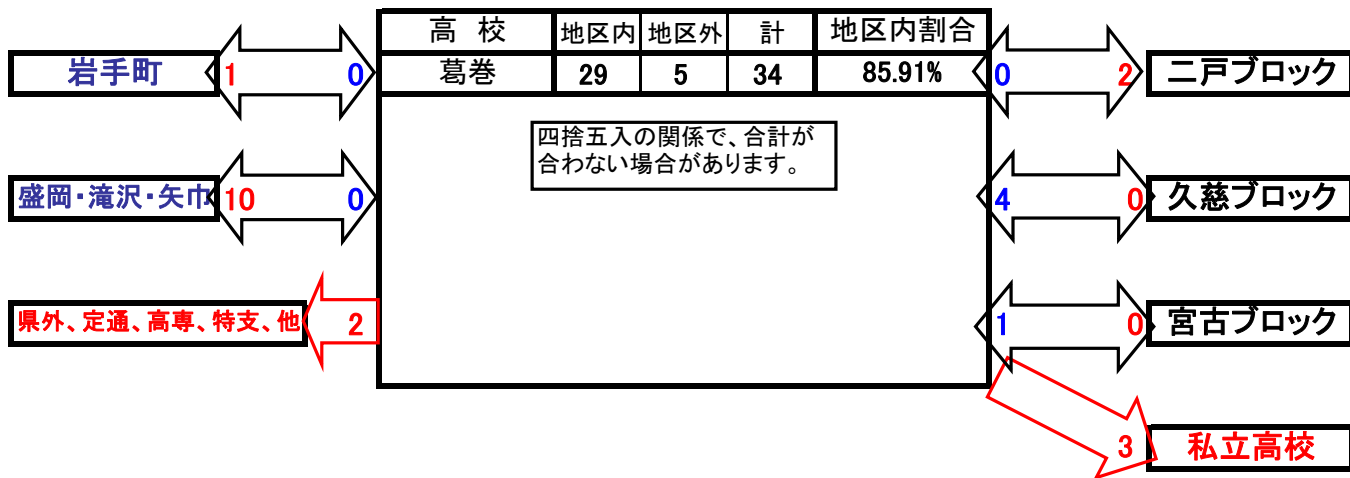 高 校 地区内 地区外 計 地区内割合
葛巻 29 5 34 85.91%
岩手町 1 0
0 2 二戸ブロック
四捨五入の関係で、合計が
合わない場合があります。
盛岡・滝沢・矢巾 10 0
4 0 久慈ブロック
県外、定通、高専、特支、他 2
1 0 宮古ブロック
3 私立高校